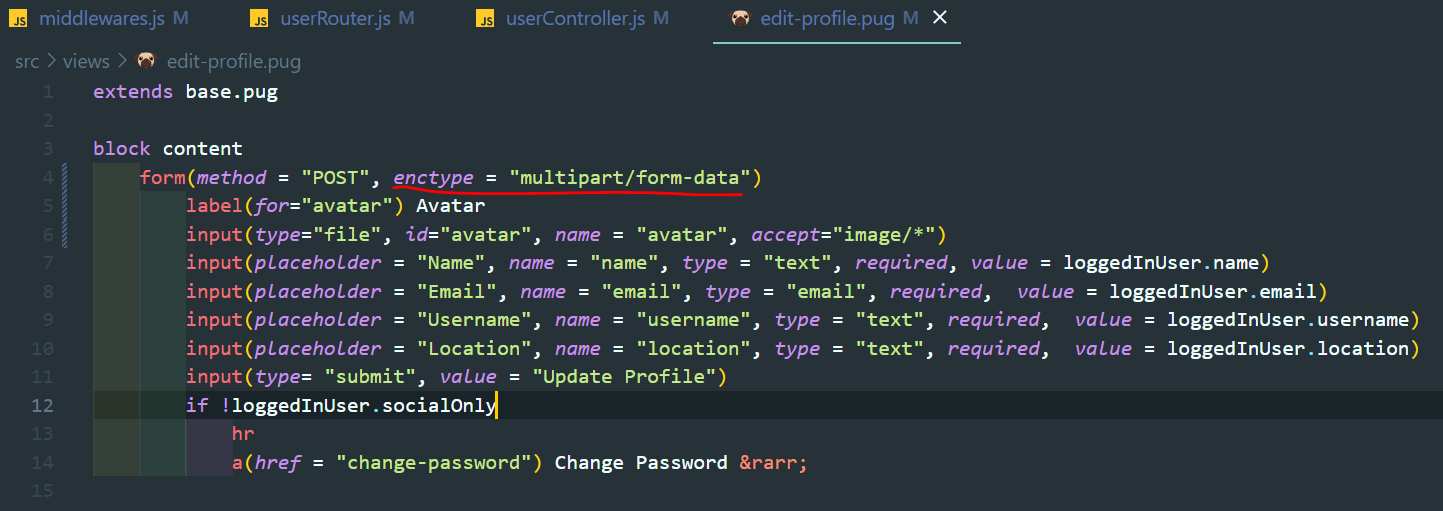 JS middlewares.js M JS userRouter.js M JS userController.js M edit-profile.pug M
src > views > edit-profile.pug
1 extends base.pug
2
3 block content
4 form(method = "POST", enctype = "multipart/form-data")
5 label(for="avatar") Avatar
6 input(type="file", id="avatar", name = "avatar", accept="image/*")
7 input(placeholder = "Name", name = "name", type = "text", required, value = loggedInUser.name)
8 input(placeholder = "Email", name = "email", type = "email", required,  value = loggedInUser.email)
9 input(placeholder = "Username", name = "username", type = "text", required,  value = loggedInUser.username)
10 input(placeholder = "Location", name = "location", type = "text", required,  value = loggedInUser.location)
11 input(type= "submit", value = "Update Profile")
12 if !loggedInUser.socialOnly
13 hr
14 a(href = "change-password") Change Password &rarr;
15